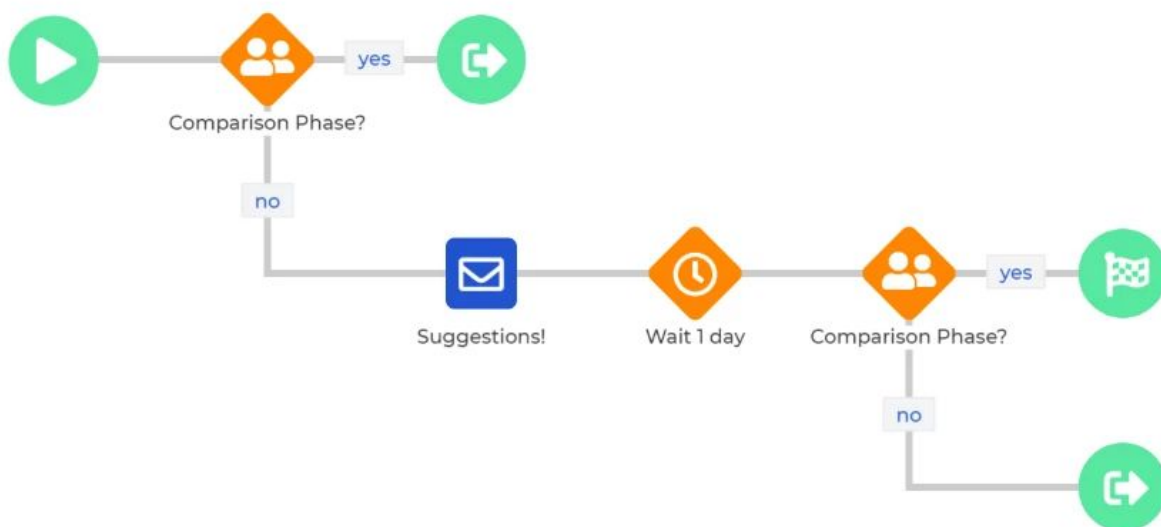 yes
Comparison Phase?
no
yes
Suggestions!
Wait 1 day
Comparison Phase?
no